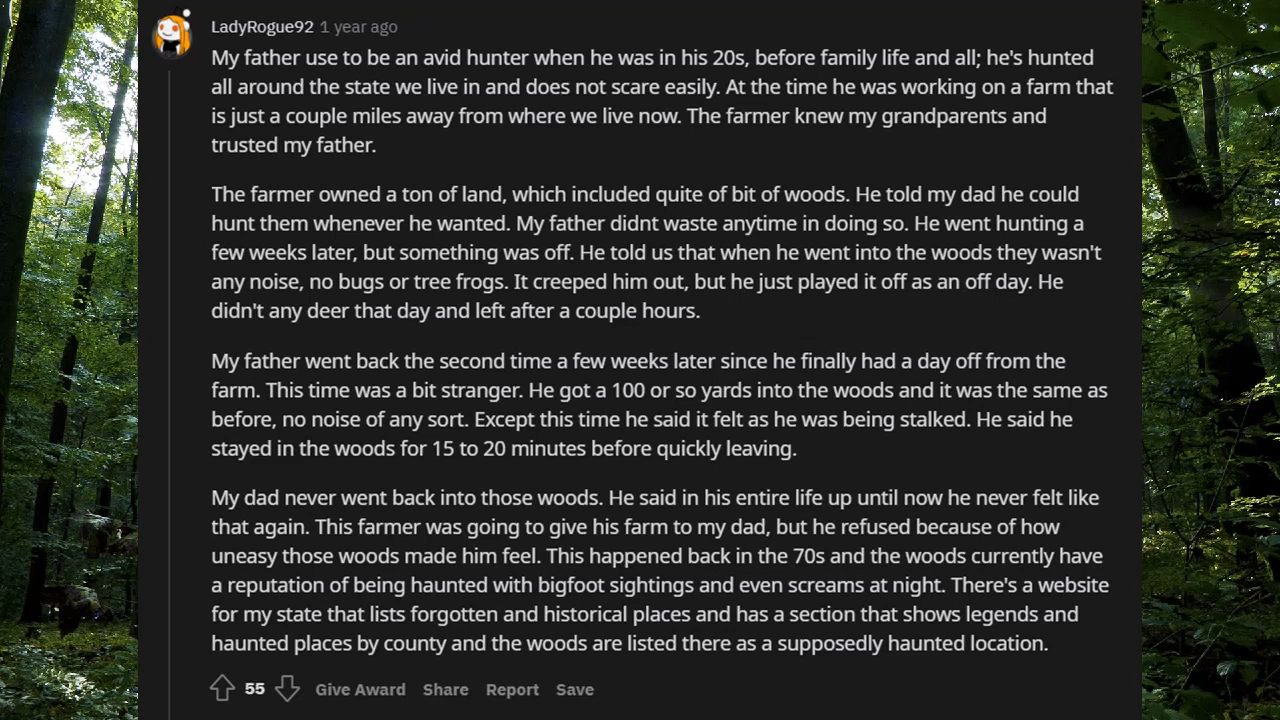 LadyRogue92 1 year ago
My father use to be an avid hunter when he was in his 20s, before family life and all; he's hunted
all around the state we live in and does not scare easily. At the time he was working on a farm that
is just a couple miles away from where we live now. The farmer knew my grandparents and
trusted my father.
The farmer owned a ton of land, which included quite of bit of woods. He told my dad he could
hunt them whenever he wanted. My father didnt waste anytime in doing so. He went hunting a
few weeks later, but something was off. He told us that when he went into the woods they wasn't
any noise, no bugs or tree frogs. It creeped him out, but he just played it off as an off day. He
didn't any deer that day and left after a couple hours.
My father went back the second time a few weeks later since he finally had a day off from the
farm. This time was a bit stranger. He got a 100 or so yards into the woods and it was the same as
before, no noise of any sort. Except this time he said it felt as he was being stalked. He said he
stayed in the woods for 15 to 20 minutes before quickly leaving.
My dad never went back into those woods. He said in his entire life up until now he never felt like
that again. This farmer was going to give his farm to my dad, but he refused because of how
uneasy those woods made him feel. This happened back in the 70s and the woods currently have
a reputation of being haunted with bigfoot sightings and even screams at night. There's a website
for my state that lists forgotten and historical places and has a section that shows legends and
haunted places by county and the woods are listed there as a supposedly haunted location.
55 Give Award Share Report Save